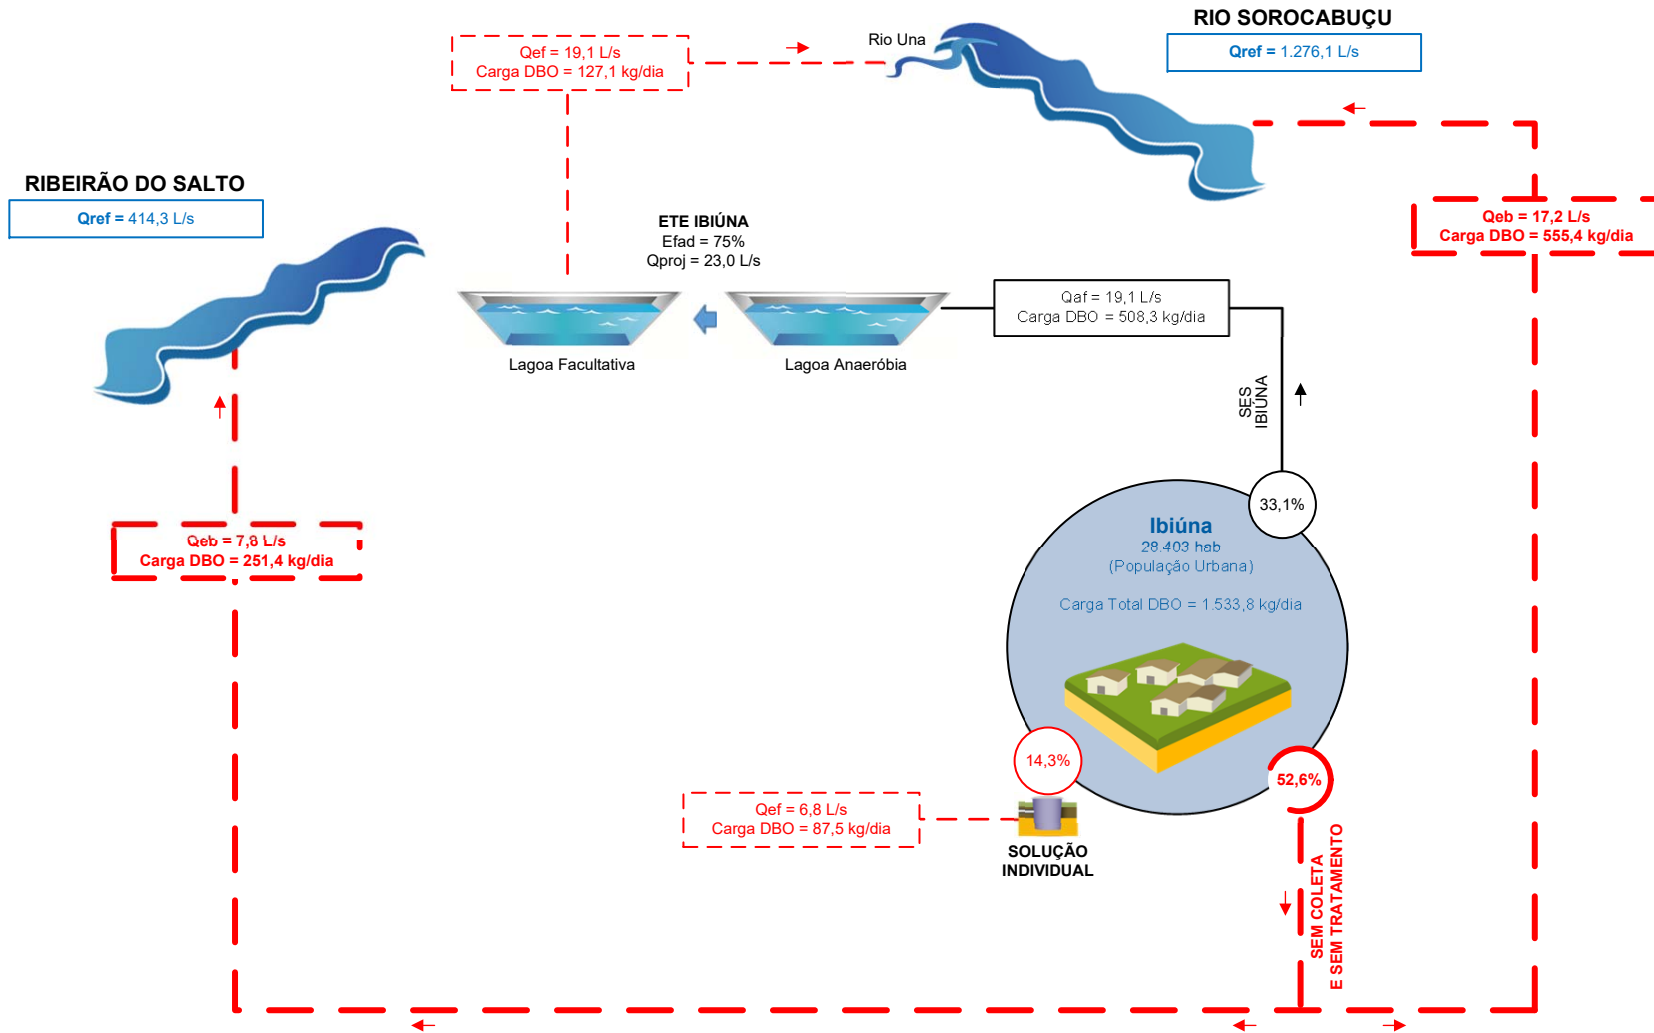 RIO SOROCABUÇU
Qref = 1.276,1 L/s
Rio Una
Qef = 19,1 L/s
Carga DBO = 127,1 kg/dia
RIBEIRÃO DO SALTO
Qref = 414,3 L/s
Qeb = 17,2 L/s
Carga DBO = 555,4 kg/dia
ETE IBIÚNA
Efad = 75%
Qproj = 23,0 L/s
Qaf = 19,1 L/s
Carga DBO = 508,3 kg/dia
Lagoa Facultativa
Lagoa Anaeróbia
SES
IBIÚNA
33,1%
Ibiúna
28.403 hab
(População Urbana)
Carga Total DBO = 1.533,8 kg/dia
Qeb = 7,8 L/s
Carga DBO = 251,4 kg/dia
14,3%
52,6%
Qef = 6,8 L/s
Carga DBO = 87,5 kg/dia
SOLUÇÃO
INDIVIDUAL
SEM COLETA
E SEM TRATAMENTO